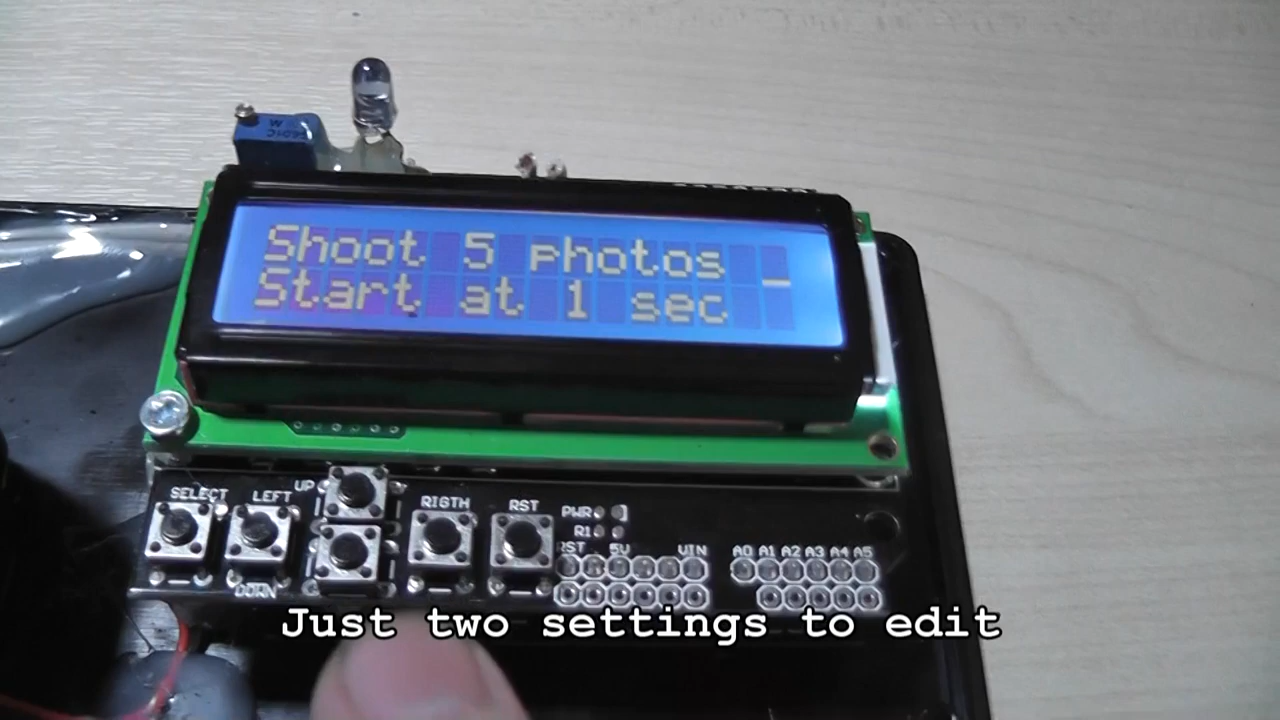 W
Shoot 5 photos _
Start at 1 sec
SELECT LEFT UP RIGTH RST
DOWN
PWR
R1
RST 5V VIN A0 A1 A2 A3 A4 A5
Just two settings to edit